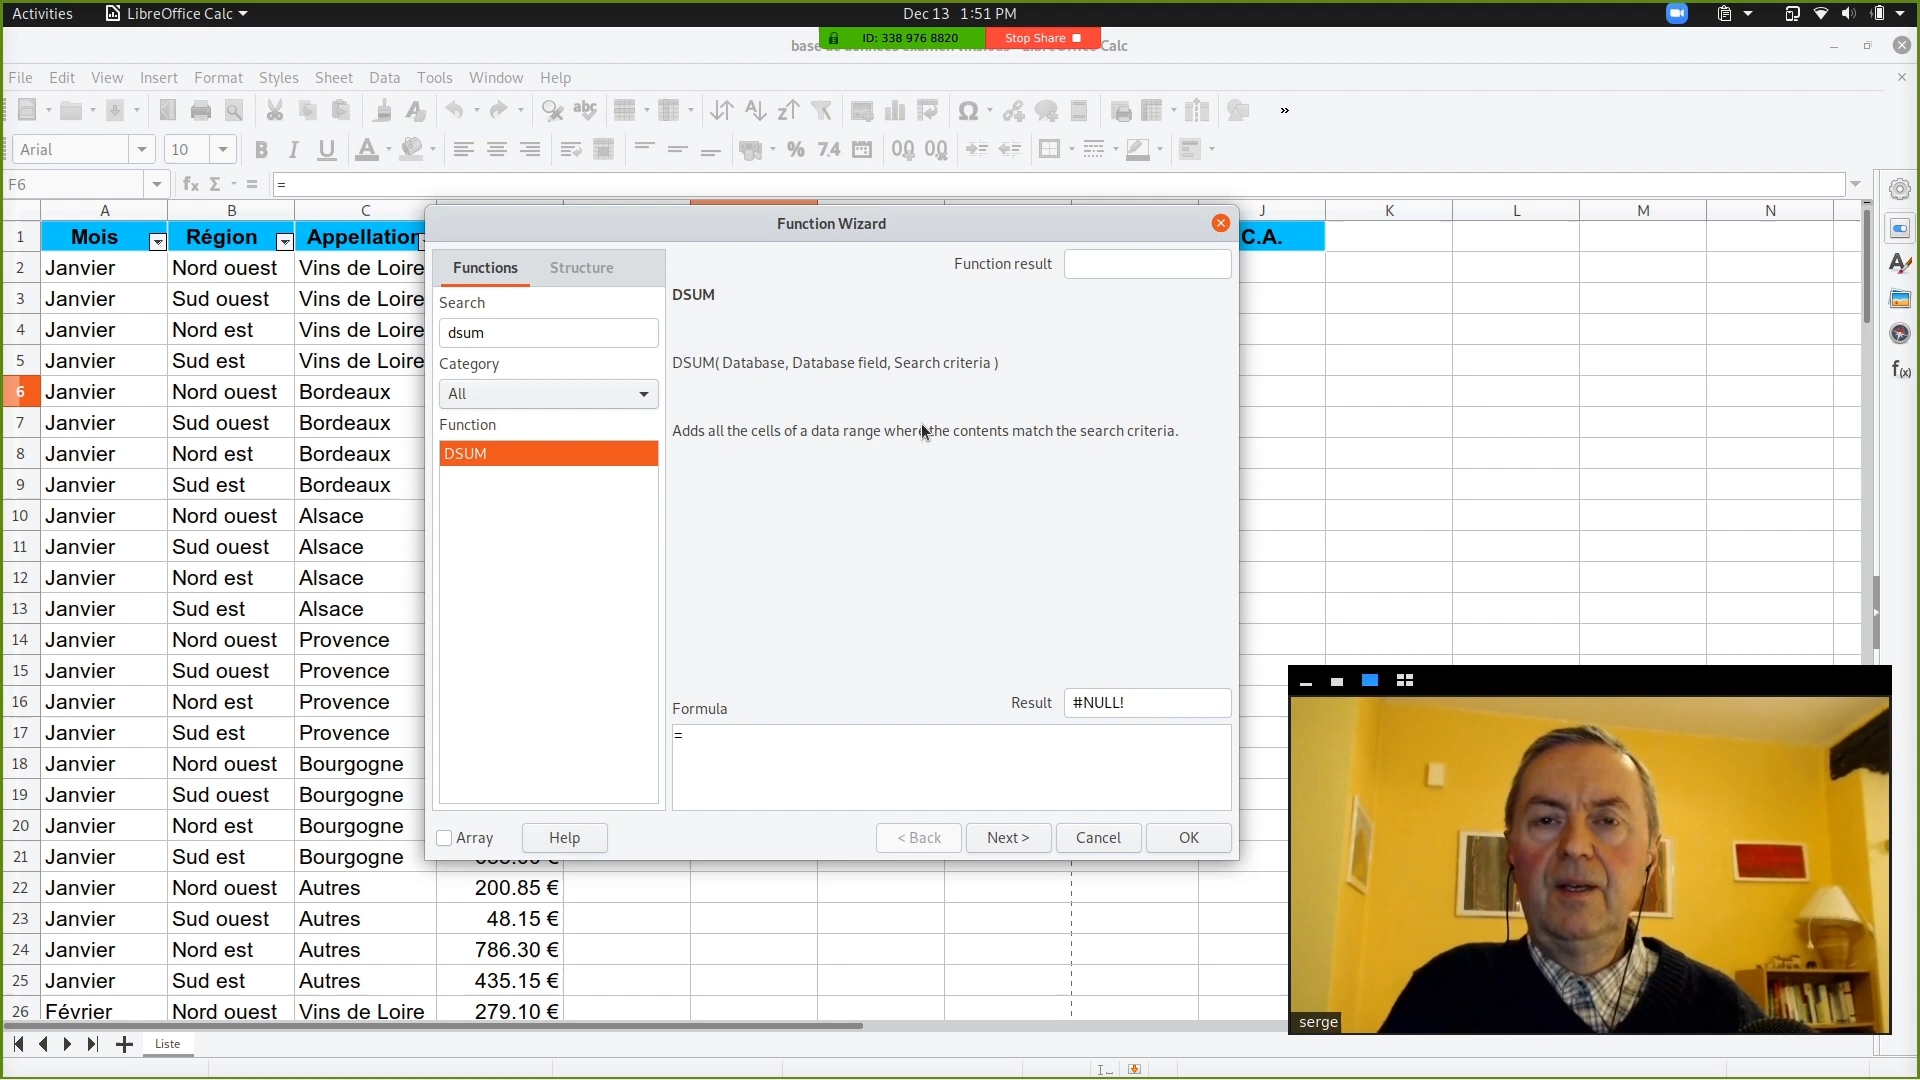 Activities LibreOffice Calc Dec 13 1:51 PM
ID: 338 976 8820 Stop Share
Calc
File Edit View Insert Format Styles Sheet Data Tools Window Help
Arial 10
F6 =
A B C J K L M N
1 Mois Région Appellation C.A.
2 Janvier Nord ouest Vins de Loire
3 Janvier Sud ouest Vins de Loire
4 Janvier Nord est Vins de Loire
5 Janvier Sud est Vins de Loire
6 Janvier Nord ouest Bordeaux
7 Janvier Sud ouest Bordeaux
8 Janvier Nord est Bordeaux
9 Janvier Sud est Bordeaux
10 Janvier Nord ouest Alsace
11 Janvier Sud ouest Alsace
12 Janvier Nord est Alsace
13 Janvier Sud est Alsace
14 Janvier Nord ouest Provence
15 Janvier Sud ouest Provence
16 Janvier Nord est Provence
17 Janvier Sud est Provence
18 Janvier Nord ouest Bourgogne
19 Janvier Sud ouest Bourgogne
20 Janvier Nord est Bourgogne
21 Janvier Sud est Bourgogne
22 Janvier Nord ouest Autres 200.85 €
23 Janvier Sud ouest Autres 48.15 €
24 Janvier Nord est Autres 786.30 €
25 Janvier Sud est Autres 435.15 €
26 Février Nord ouest Vins de Loire 279.10 €
Function Wizard
Functions Structure
Search
dsum
Category
All
Function
DSUM
Function result
DSUM
DSUM( Database, Database field, Search criteria )
Adds all the cells of a data range where the contents match the search criteria.
Formula Result #NULL!
=
Array Help < Back Next > Cancel OK
serge
Liste